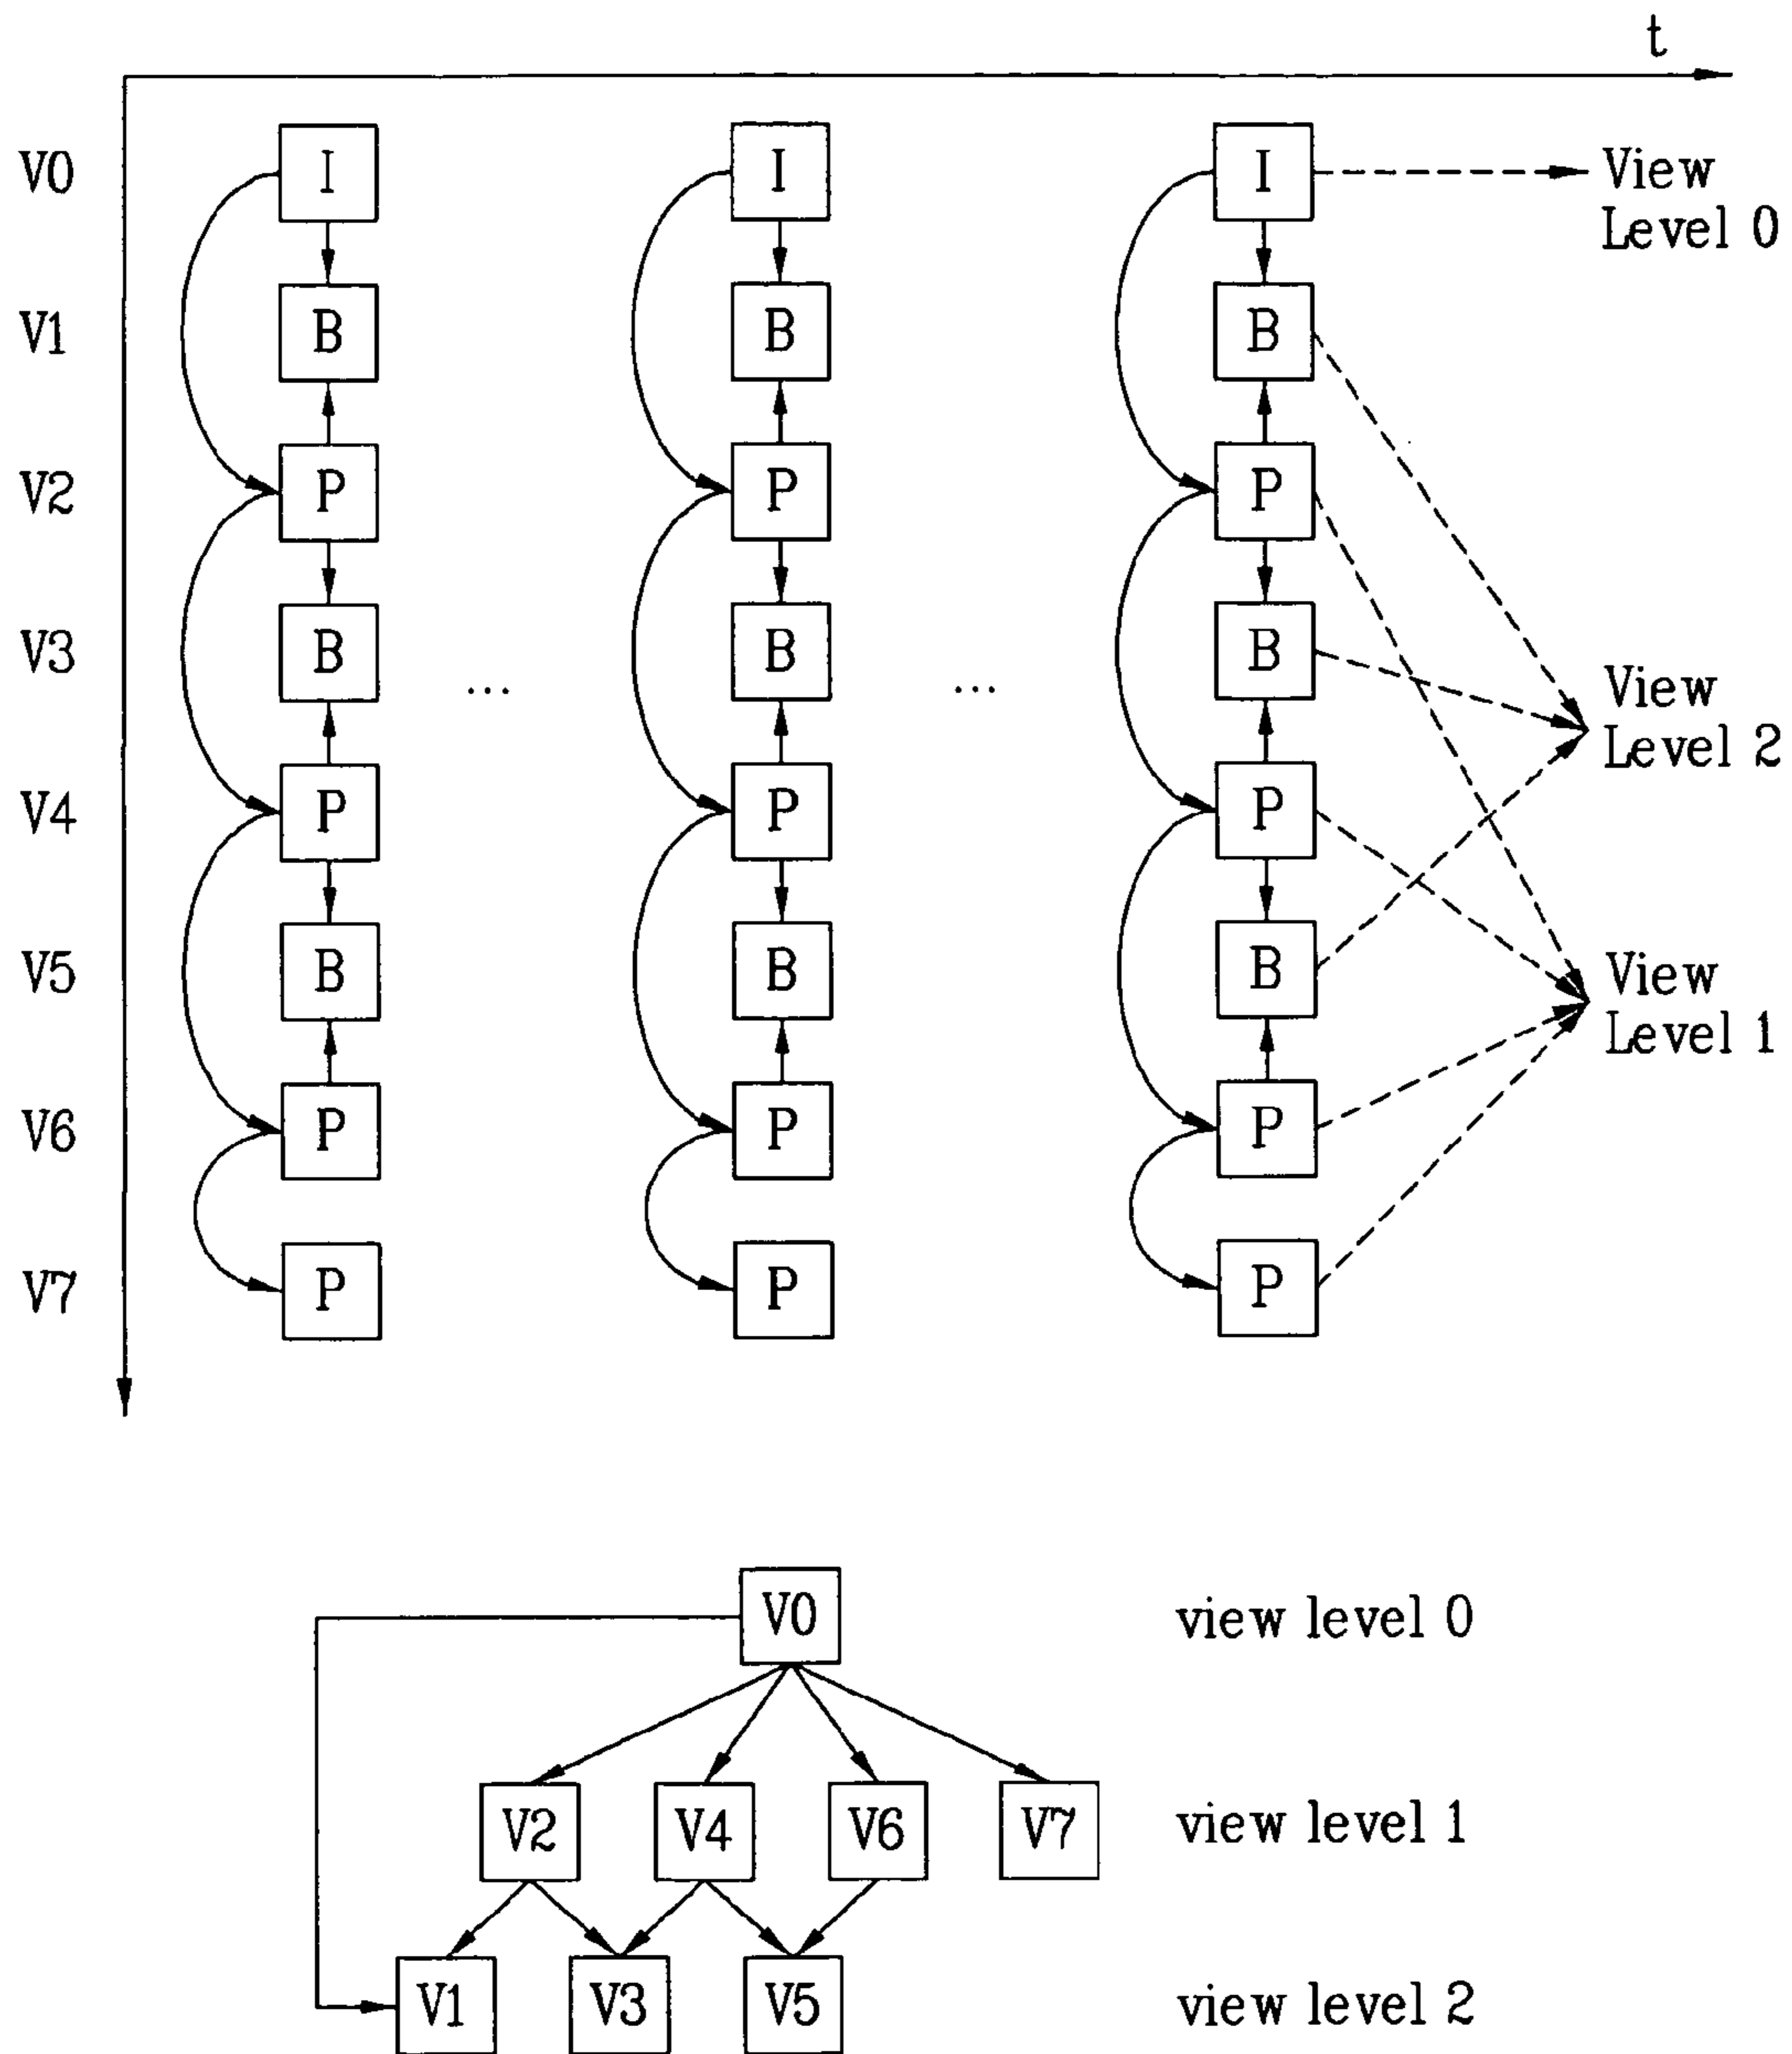 t
V0 I I I View
Level 0
V1 B B B
V2 P P P
V3 B B B View
... ... Level 2
V4 P P P
V5 B B B View
Level 1
V6 P P P
V7 P P P
V0 view level 0
V2 V4 V6 V7 view level 1
V1 V3 V5 view level 2